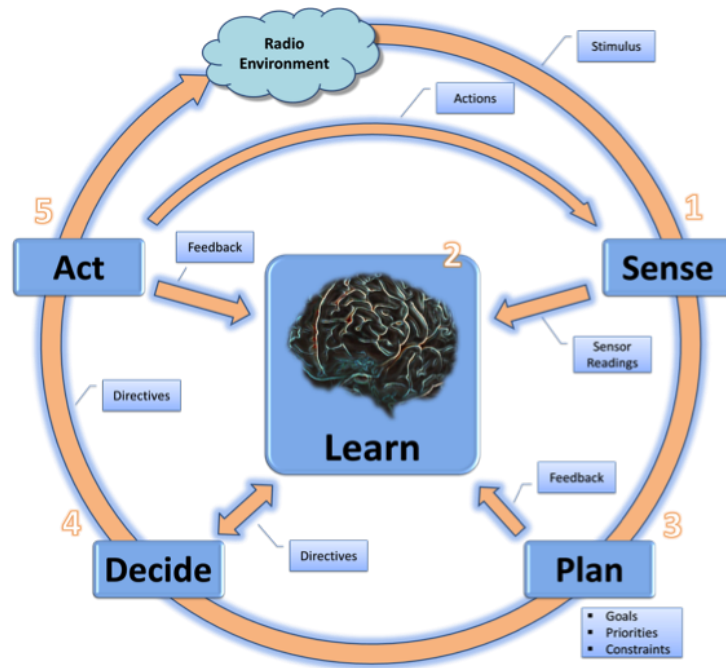 Radio
Environment
Stimulus
Actions
5
1
Act
Feedback
2
Sense
Sensor
Readings
Learn
Directives
Feedback
4
3
Decide
Directives
Plan
▪ Goals
▪ Priorities
▪ Constraints